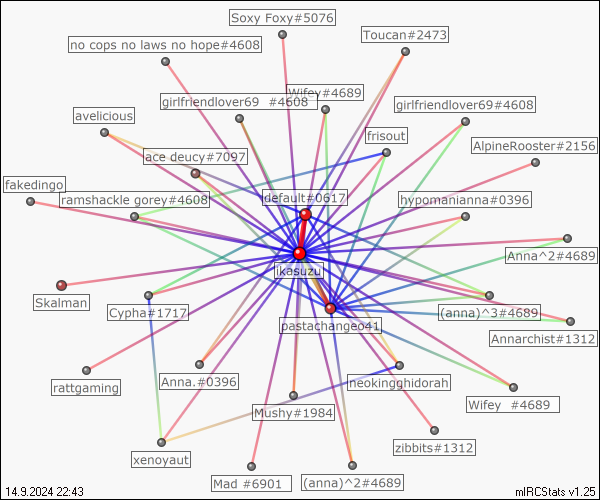 Soxy Foxy#5076
Toucan#2473
no cops no laws no hope#4608
Wifey#4689
girlfriendlover69  #4608
girlfriendlover69#4608
avelicious
frisout
AlpineRooster#2156
ace deucy#7097
fakedingo
ramshackle gorey#4608
default#0617
hypomanianna#0396
Anna^2#4689
ikasuzu
Skalman
Cypha#1717
(anna)^3#4689
pastachangeo41
Annarchist#1312
rattgaming
Anna.#0396
neokingghidorah
Mushy#1984
Wifey  #4689
zibbits#1312
xenoyaut
Mad #6901
(anna)^2#4689
14.9.2024 22:43
mIRCStats v1.25